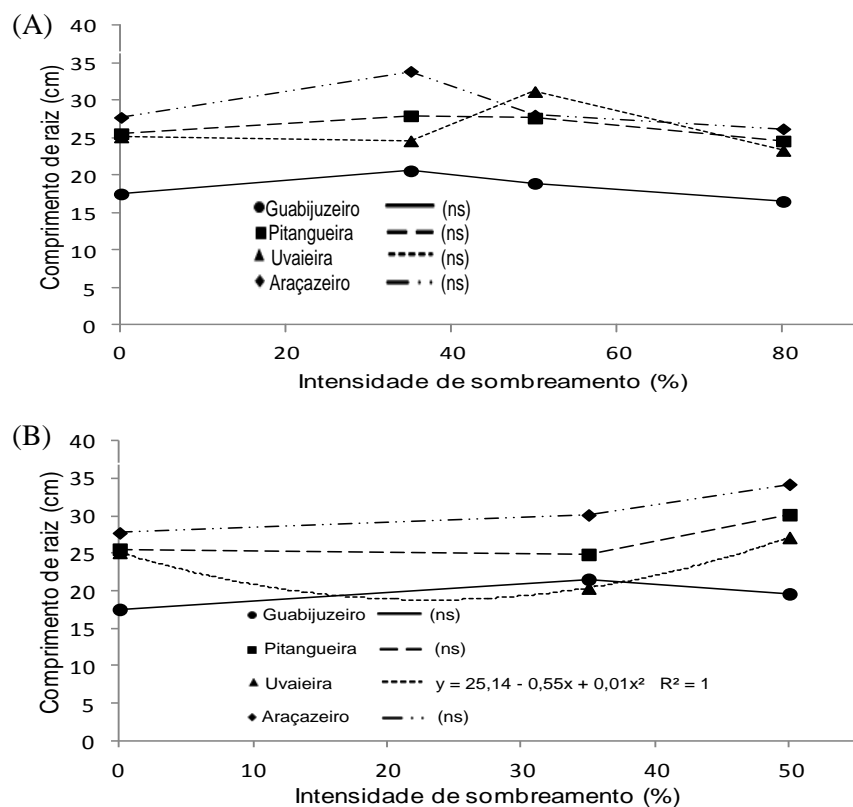 (A)
Comprimento de raiz (cm)
40
35
30
25
20
15
10
5
0
Guabijuzeiro (ns)
Pitangueira (ns)
Uvaieira (ns)
Araçazeiro (ns)
0 20 40 60 80
Intensidade de sombreamento (%)
(B)
Comprimento de raiz (cm)
40
35
30
25
20
15
10
5
0
Guabijuzeiro (ns)
Pitangueira (ns)
Uvaieira y = 25,14 - 0,55x + 0,01x² R² = 1
Araçazeiro (ns)
0 10 20 30 40 50
Intensidade de sombreamento (%)